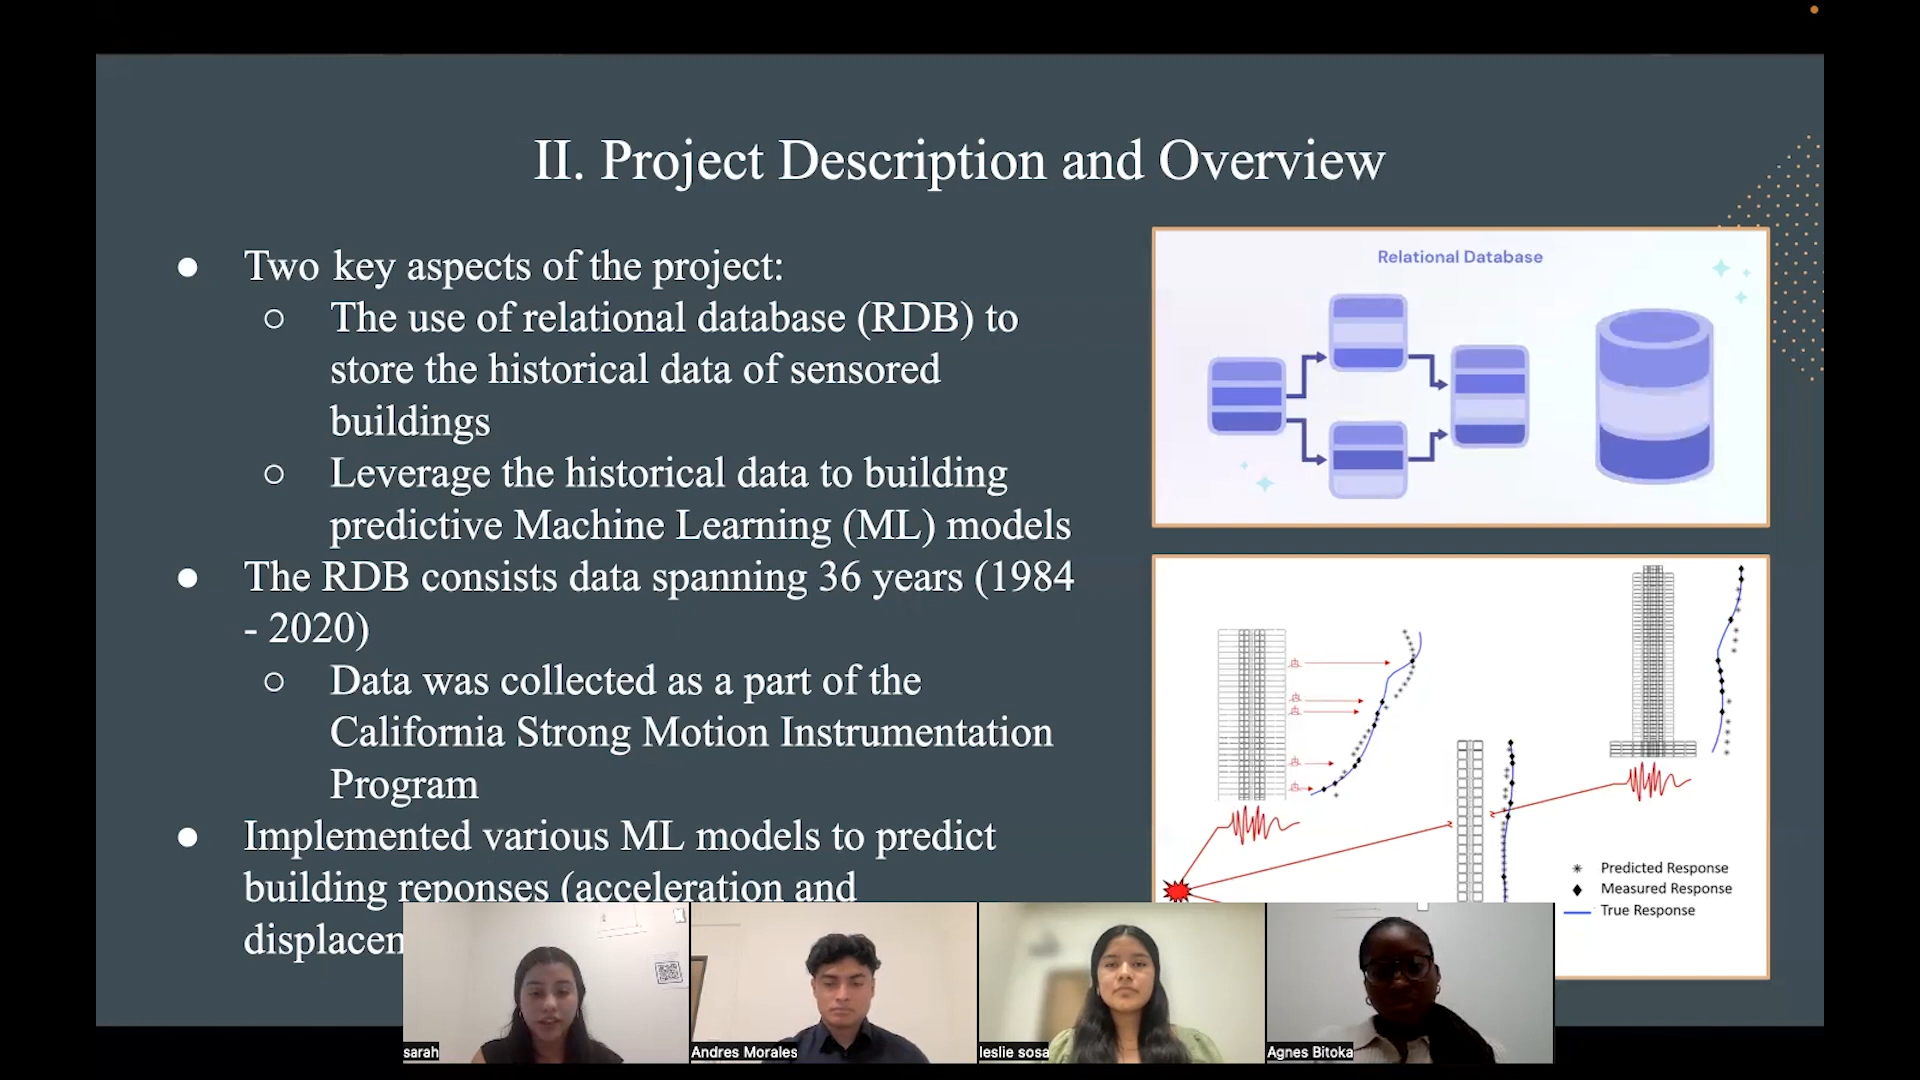 II. Project Description and Overview
● Two key aspects of the project:
○ The use of relational database (RDB) to
store the historical data of sensored
buildings
○ Leverage the historical data to building
predictive Machine Learning (ML) models
● The RDB consists data spanning 36 years (1984
- 2020)
○ Data was collected as a part of the
California Strong Motion Instrumentation
Program
● Implemented various ML models to predict
building reponses (acceleration and
Relational Database
Predicted Response
Measured Response
True Response
sarah
Andres Morales
leslie sosa
Agnes Bitoka